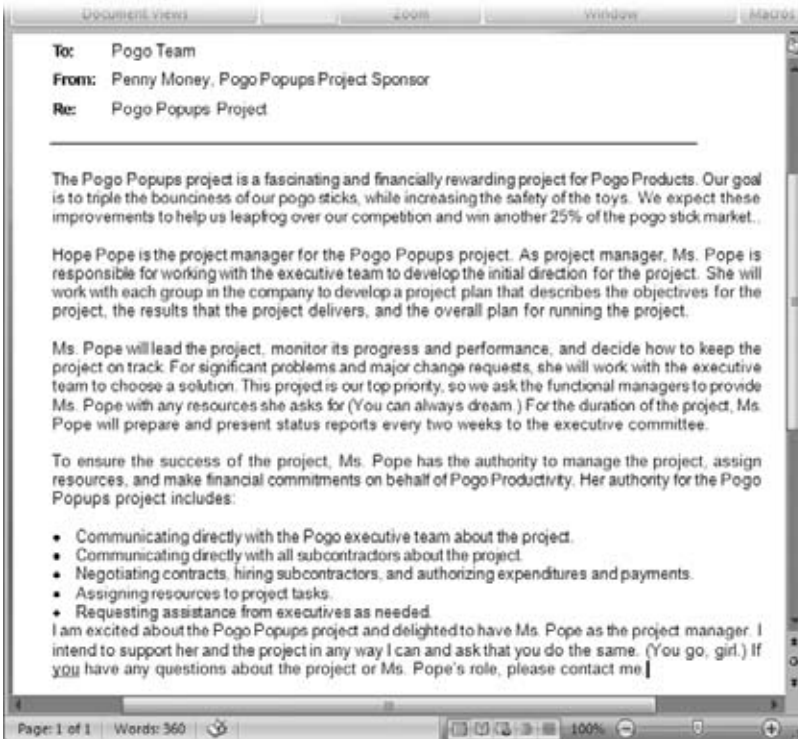 Document Views Zoom Window Macros
To: Pogo Team
From: Penny Money, Pogo Popups Project Sponsor
Re: Pogo Popups Project
The Pogo Popups project is a fascinating and financially rewarding project for Pogo Products. Our goal
is to triple the bounciness of our pogo sticks, while increasing the safety of the toys. We expect these
improvements to help us leapfrog over our competition and win another 25% of the pogo stick market..
Hope Pope is the project manager for the Pogo Popups project. As project manager, Ms. Pope is
responsible for working with the executive team to develop the initial direction for the project. She will
work with each group in the company to develop a project plan that describes the objectives for the
project, the results that the project delivers, and the overall plan for running the project.
Ms. Pope will lead the project, monitor its progress and performance, and decide how to keep the
project on track. For significant problems and major change requests, she will work with the executive
team to choose a solution. This project is our top priority, so we ask the functional managers to provide
Ms. Pope with any resources she asks for (You can always dream.) For the duration of the project, Ms.
Pope will prepare and present status reports every two weeks to the executive committee.
To ensure the success of the project, Ms. Pope has the authority to manage the project, assign
resources, and make financial commitments on behalf of Pogo Productivity. Her authority for the Pogo
Popups project includes:
• Communicating directly with the Pogo executive team about the project.
• Communicating directly with all subcontractors about the project.
• Negotiating contracts, hiring subcontractors, and authorizing expenditures and payments.
• Assigning resources to project tasks.
• Requesting assistance from executives as needed.
I am excited about the Pogo Popups project and delighted to have Ms. Pope as the project manager. I
intend to support her and the project in any way I can and ask that you do the same. (You go, girl.) If
you have any questions about the project or Ms. Pope's role, please contact me.
Page: 1 of 1 Words: 360 100%